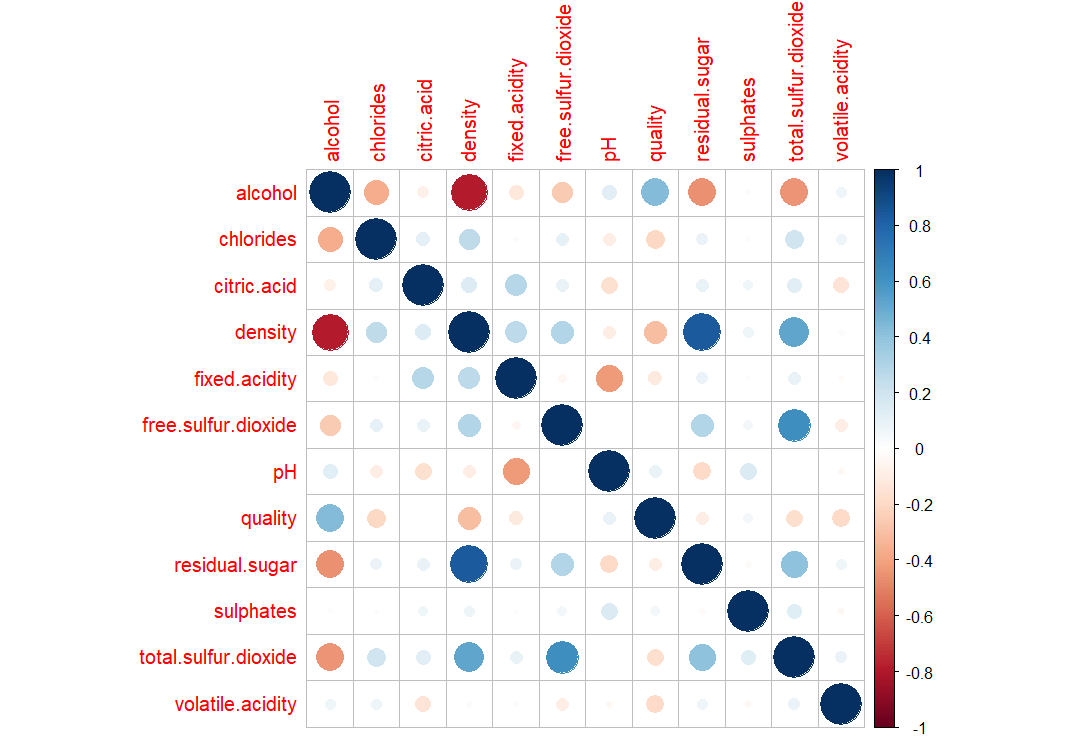 alcohol
chlorides
citric.acid
density
fixed.acidity
free.sulfur.dioxide
pH
quality
residual.sugar
sulphates
total.sulfur.dioxide
volatile.acidity
alcohol
chlorides
citric.acid
density
fixed.acidity
free.sulfur.dioxide
pH
quality
residual.sugar
sulphates
total.sulfur.dioxide
volatile.acidity
1
0.8
0.6
0.4
0.2
0
-0.2
-0.4
-0.6
-0.8
-1